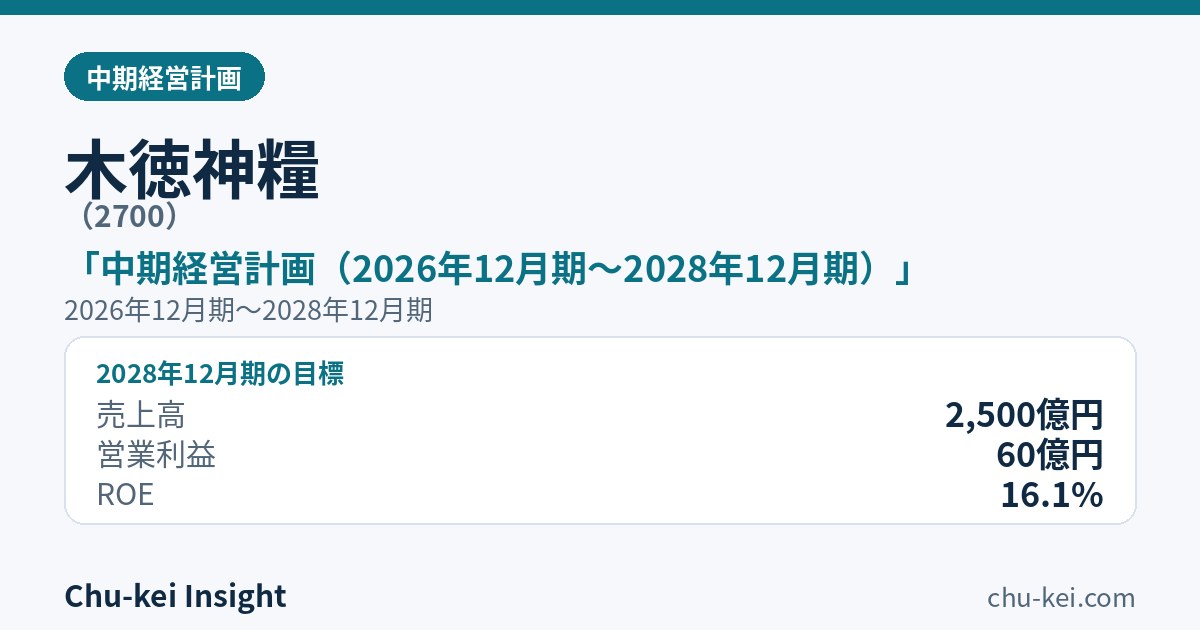 中期経営計画
木徳神糧
（2700）
「中期経営計画（2026年12月期～2028年12月期）」
2026年12月期～2028年12月期
2028年12月期の目標
売上高 2,500億円
営業利益 60億円
ROE 16.1%
Chu-kei Insight chu-kei.com